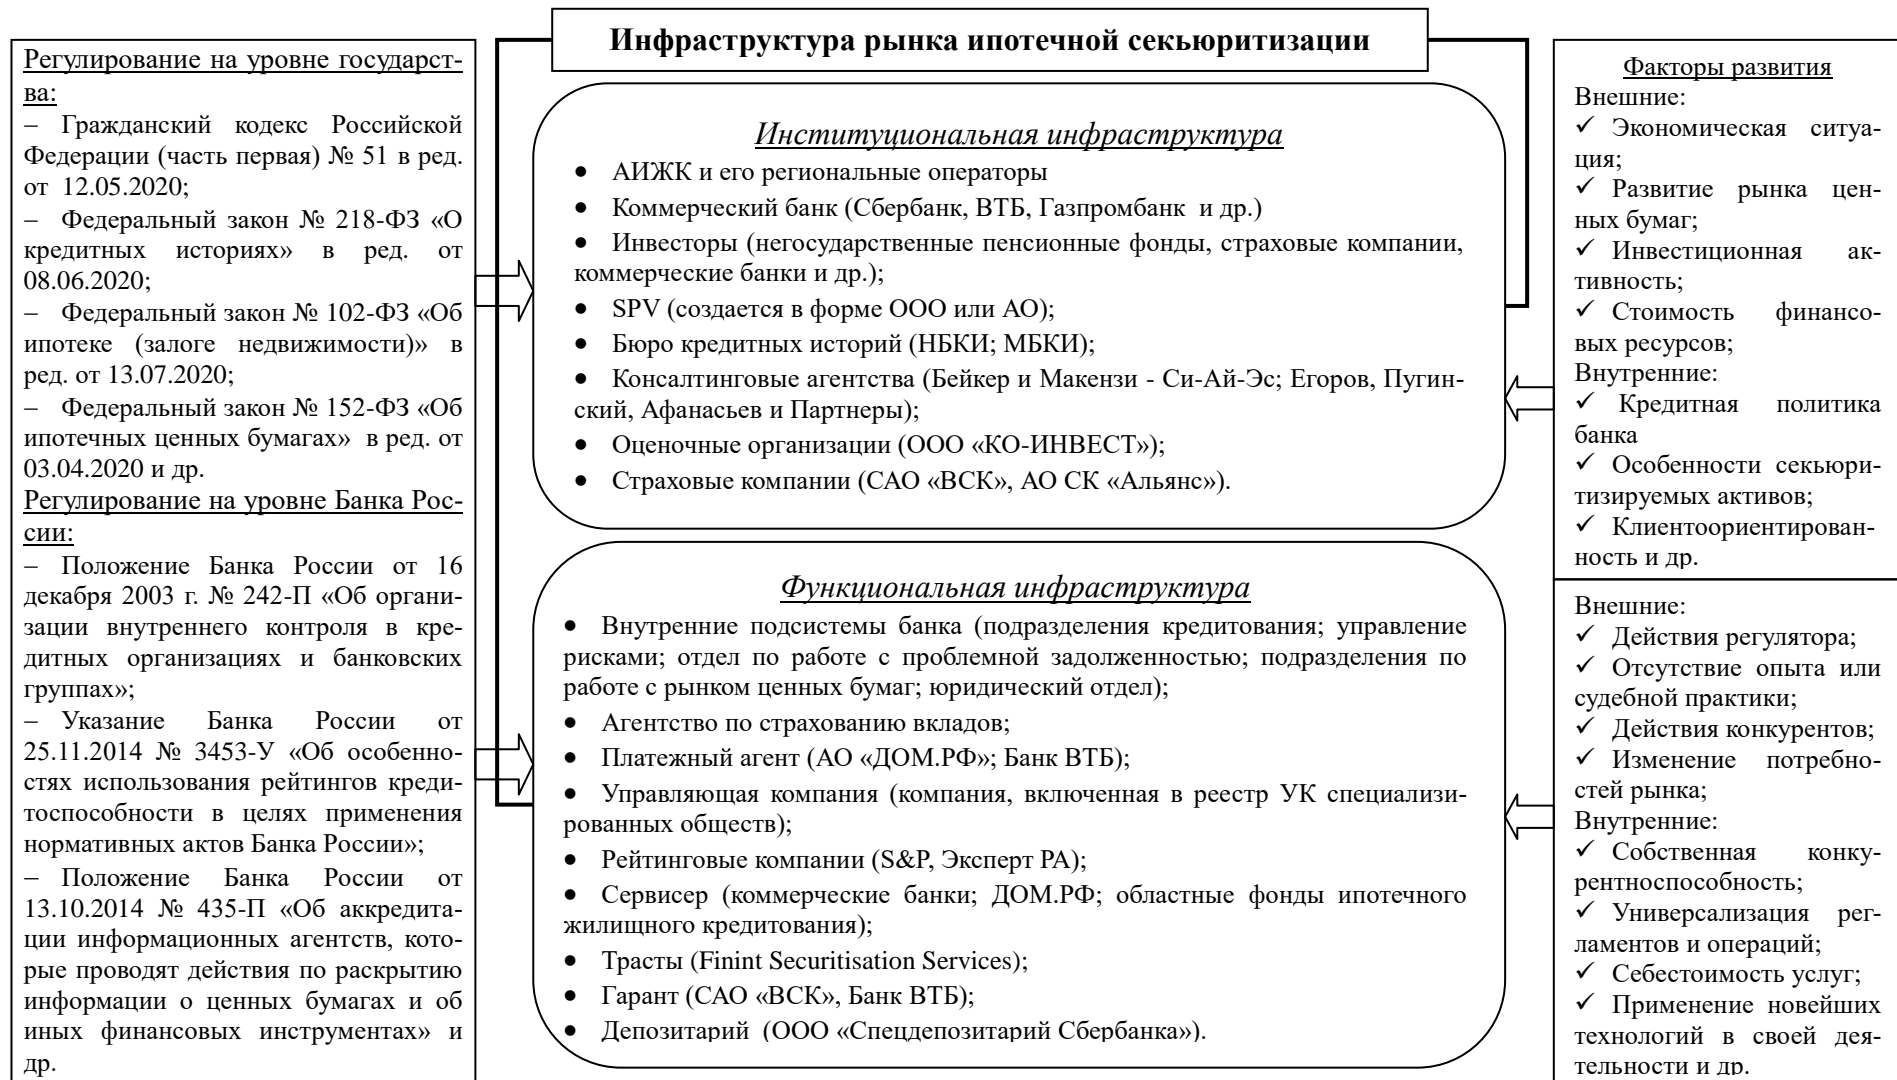 Инфраструктура рынка ипотечной секьюритизации
Регулирование на уровне государст-
ва:
– Гражданский кодекс Российской
Федерации (часть первая) № 51 в ред.
от 12.05.2020;
– Федеральный закон № 218-ФЗ «О
кредитных историях» в ред. от
08.06.2020;
– Федеральный закон № 102-ФЗ «Об
ипотеке (залоге недвижимости)» в
ред. от 13.07.2020;
– Федеральный закон № 152-ФЗ «Об
ипотечных ценных бумагах» в ред. от
03.04.2020 и др.
Регулирование на уровне Банка Рос-
сии:
– Положение Банка России от 16
декабря 2003 г. № 242-П «Об органи-
зации внутреннего контроля в кре-
дитных организациях и банковских
группах»;
– Указание Банка России от
25.11.2014 № 3453-У «Об особенно-
стях использования рейтингов креди-
тоспособности в целях применения
нормативных актов Банка России»;
– Положение Банка России от
13.10.2014 № 435-П «Об аккредита-
ции информационных агентств, кото-
рые проводят действия по раскрытию
информации о ценных бумагах и об
иных финансовых инструментах» и
др.
Институциональная инфраструктура
• АИЖК и его региональные операторы
• Коммерческий банк (Сбербанк, ВТБ, Газпромбанк и др.)
• Инвесторы (негосударственные пенсионные фонды, страховые компании,
коммерческие банки и др.);
• SPV (создается в форме ООО или АО);
• Бюро кредитных историй (НБКИ; МБКИ);
• Консалтинговые агентства (Бейкер и Макензи - Си-Ай-Эс; Егоров, Пугин-
ский, Афанасьев и Партнеры);
• Оценочные организации (ООО «КО-ИНВЕСТ»);
• Страховые компании (САО «ВСК», АО СК «Альянс»).
Функциональная инфраструктура
• Внутренние подсистемы банка (подразделения кредитования; управление
рисками; отдел по работе с проблемной задолженностью; подразделения по
работе с рынком ценных бумаг; юридический отдел);
• Агентство по страхованию вкладов;
• Платежный агент (АО «ДОМ.РФ»; Банк ВТБ);
• Управляющая компания (компания, включенная в реестр УК специализи-
рованных обществ);
• Рейтинговые компании (S&P, Эксперт РА);
• Сервисер (коммерческие банки; ДОМ.РФ; областные фонды ипотечного
жилищного кредитования);
• Трасты (Finint Securitisation Services);
• Гарант (САО «ВСК», Банк ВТБ);
• Депозитарий (ООО «Спецдепозитарий Сбербанка»).
Факторы развития
Внешние:
✓ Экономическая ситуа-
ция;
✓ Развитие рынка цен-
ных бумаг;
✓ Инвестиционная ак-
тивность;
✓ Стоимость финансо-
вых ресурсов;
Внутренние:
✓ Кредитная политика
банка
✓ Особенности секьюри-
тизируемых активов;
✓ Клиентоориентирован-
ность и др.
Внешние:
✓ Действия регулятора;
✓ Отсутствие опыта или
судебной практики;
✓ Действия конкурентов;
✓ Изменение потребно-
стей рынка;
Внутренние:
✓ Собственная конку-
рентноспособность;
✓ Универсализация рег-
ламентов и операций;
✓ Себестоимость услуг;
✓ Применение новейших
технологий в своей дея-
тельности и др.